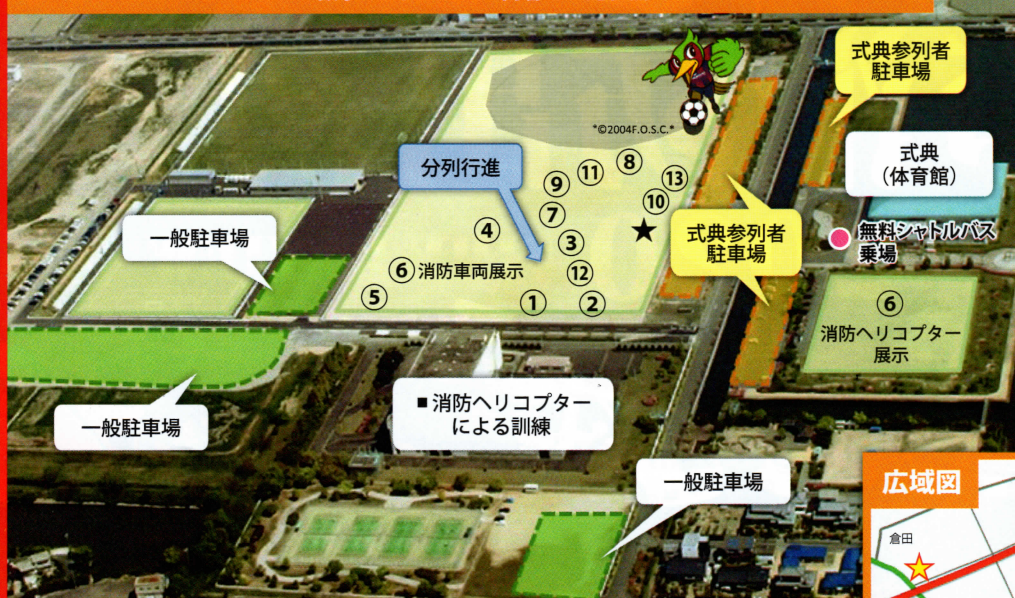 式典参列者
駐車場
*©2004F.O.S.C.*
分列行進
⑧
⑪
⑬
⑨
⑩
⑦
④
③
★
式典
（体育館）
無料シャトルバス
乗場
一般駐車場
式典参列者
駐車場
⑥消防車両展示
⑫
⑤
①
②
⑥
消防ヘリコプター
展示
一般駐車場
■消防ヘリコプター
による訓練
一般駐車場
広域図
倉田